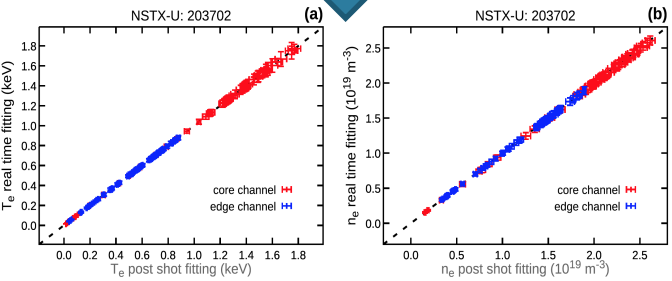 NSTX-U: 203702 (a)
T_e real time fitting (keV)
1.8
1.6
1.4
1.2
1.0
0.8
0.6
0.4
0.2
0.0
core channel
edge channel
0.0 0.2 0.4 0.6 0.8 1.0 1.2 1.4 1.6 1.8
T_e post shot fitting (keV)
NSTX-U: 203702 (b)
n_e real time fitting (10^19 m^-3)
2.5
2.0
1.5
1.0
0.5
0.0
core channel
edge channel
0.0 0.5 1.0 1.5 2.0 2.5
n_e post shot fitting (10^19 m^-3)